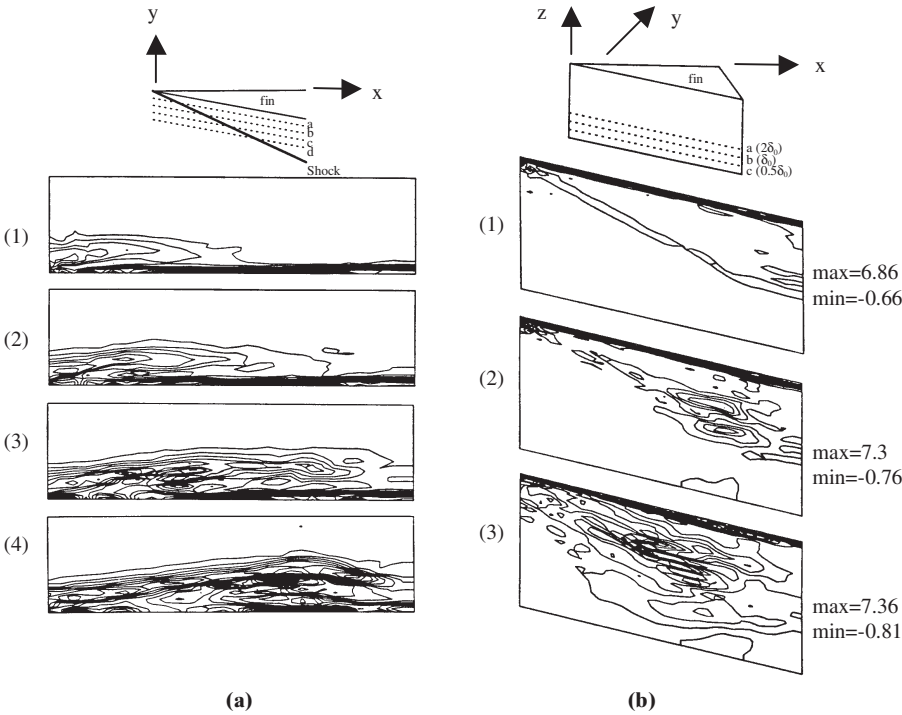 y
x
fin
a
b
c
d
Shock
(1)
(2)
(3)
(4)
(a)
z
y
x
fin
a (2δ₀)
b (δ₀)
c (0.5δ₀)
(1)
max=6.86
min=-0.66
(2)
max=7.3
min=-0.76
(3)
max=7.36
min=-0.81
(b)